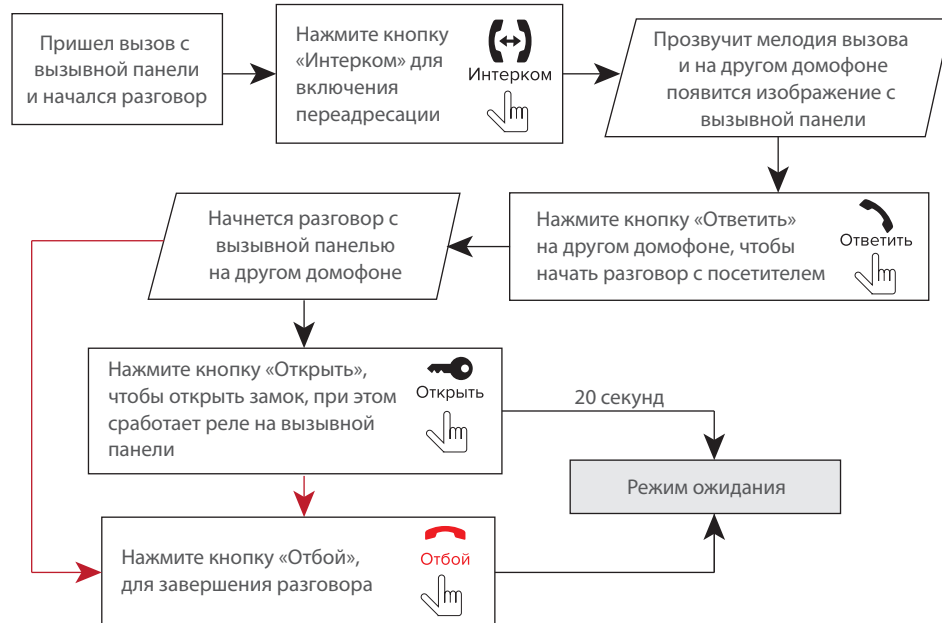 Пришел вызов с
вызывной панели
и начался разговор
Нажмите кнопку
«Интерком» для
включения
переадресации
Интерком
Прозвучит мелодия вызова
и на другом домофоне
появится изображение с
вызывной панели
Нажмите кнопку «Ответить»
на другом домофоне, чтобы
начать разговор с посетителем
Ответить
Начнется разговор с
вызывной панелью
на другом домофоне
Нажмите кнопку «Открыть»,
чтобы открыть замок, при этом
сработает реле на вызывной
панели
Открыть
20 секунд
Режим ожидания
Нажмите кнопку «Отбой»,
для завершения разговора
Отбой